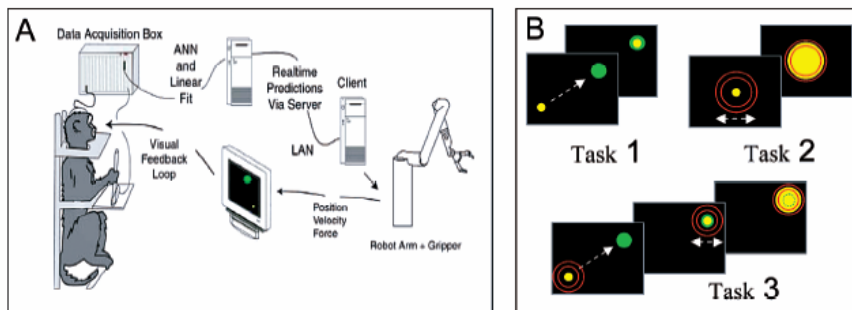 A
Data Acquisition Box
ANN
and
Linear
Fit
Realtime
Predictions
Via Server
Client
LAN
Visual
Feedback
Loop
Position
Velocity
Force
Robot Arm + Gripper
B
Task 1
Task 2
Task 3